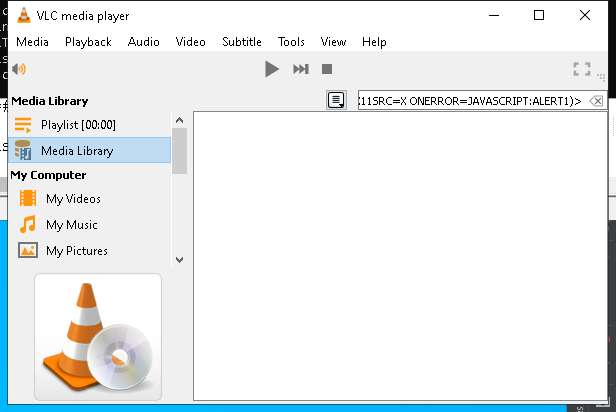 VLC media player
Media Playback Audio Video Subtitle Tools View Help
Media Library
:11SRC=X ONERROR=JAVASCRIPT:ALERT1)>
Playlist [00:00]
Media Library
My Computer
My Videos
My Music
My Pictures